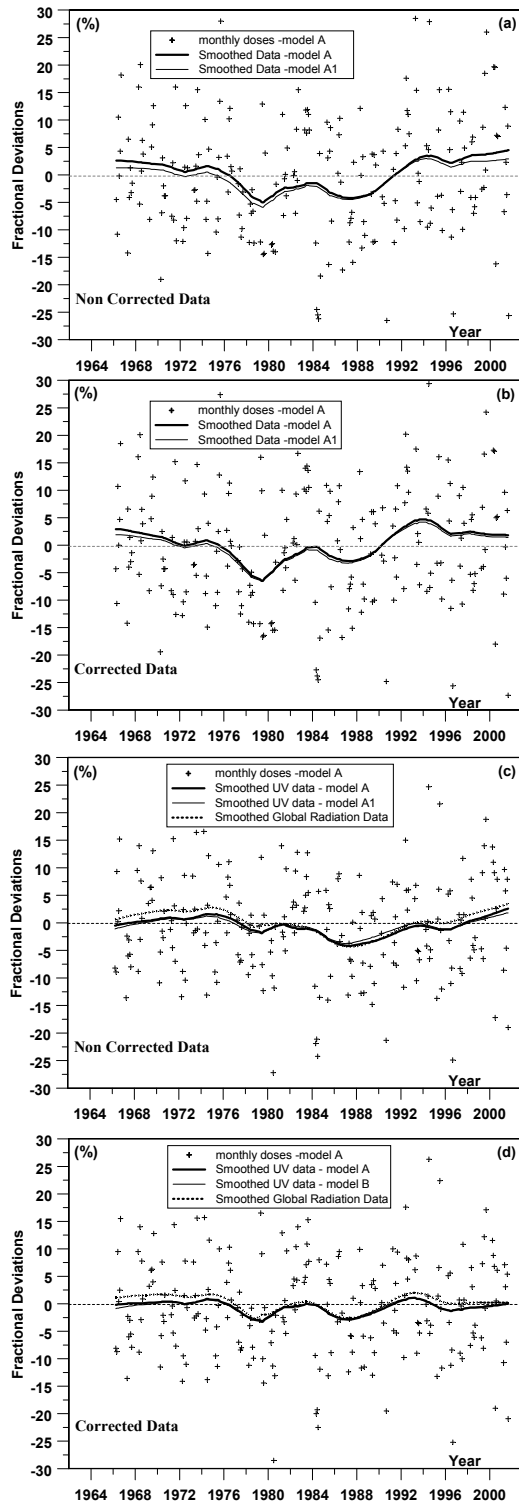 (%)
(a)
monthly doses -model A
Smoothed Data -model A
Smoothed Data -model A1
Fractional Deviations
30
25
20
15
10
5
0
-5
-10
-15
-20
-25
-30
Non Corrected Data
Year
1964 1968 1972 1976 1980 1984 1988 1992 1996 2000
(%)
(b)
monthly doses -model A
Smoothed Data -model A
Smoothed Data -model A1
Fractional Deviations
30
25
20
15
10
5
0
-5
-10
-15
-20
-25
-30
Corrected Data
Year
1964 1968 1972 1976 1980 1984 1988 1992 1996 2000
(%)
(c)
monthly doses -model A
Smoothed UV data - model A
Smoothed UV data - model A1
Smoothed Global Radiation Data
Fractional Deviations
30
25
20
15
10
5
0
-5
-10
-15
-20
-25
-30
Non Corrected Data
Year
1964 1968 1972 1976 1980 1984 1988 1992 1996 2000
(%)
(d)
monthly doses -model A
Smoothed UV data - model A
Smoothed UV data - model B
Smoothed Global Radiation Data
Fractional Deviations
30
25
20
15
10
5
0
-5
-10
-15
-20
-25
-30
Corrected Data
Year
1964 1968 1972 1976 1980 1984 1988 1992 1996 2000